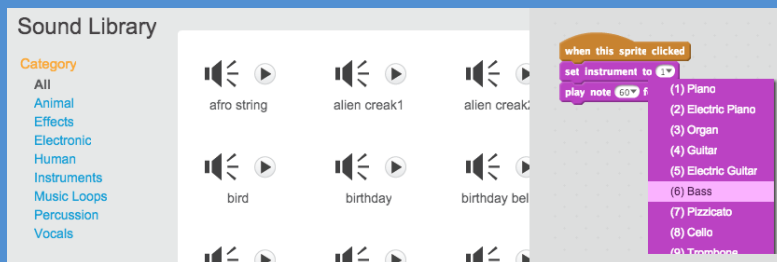 Sound Library
Category
All
Animal
Effects
Electronic
Human
Instruments
Music Loops
Percussion
Vocals
afro string
alien creak1
alien creak2
bird
birthday
birthday bel
when this sprite clicked
set instrument to 1
play note 60 f
(1) Piano
(2) Electric Piano
(3) Organ
(4) Guitar
(5) Electric Guitar
(6) Bass
(7) Pizzicato
(8) Cello
(9) Trombone